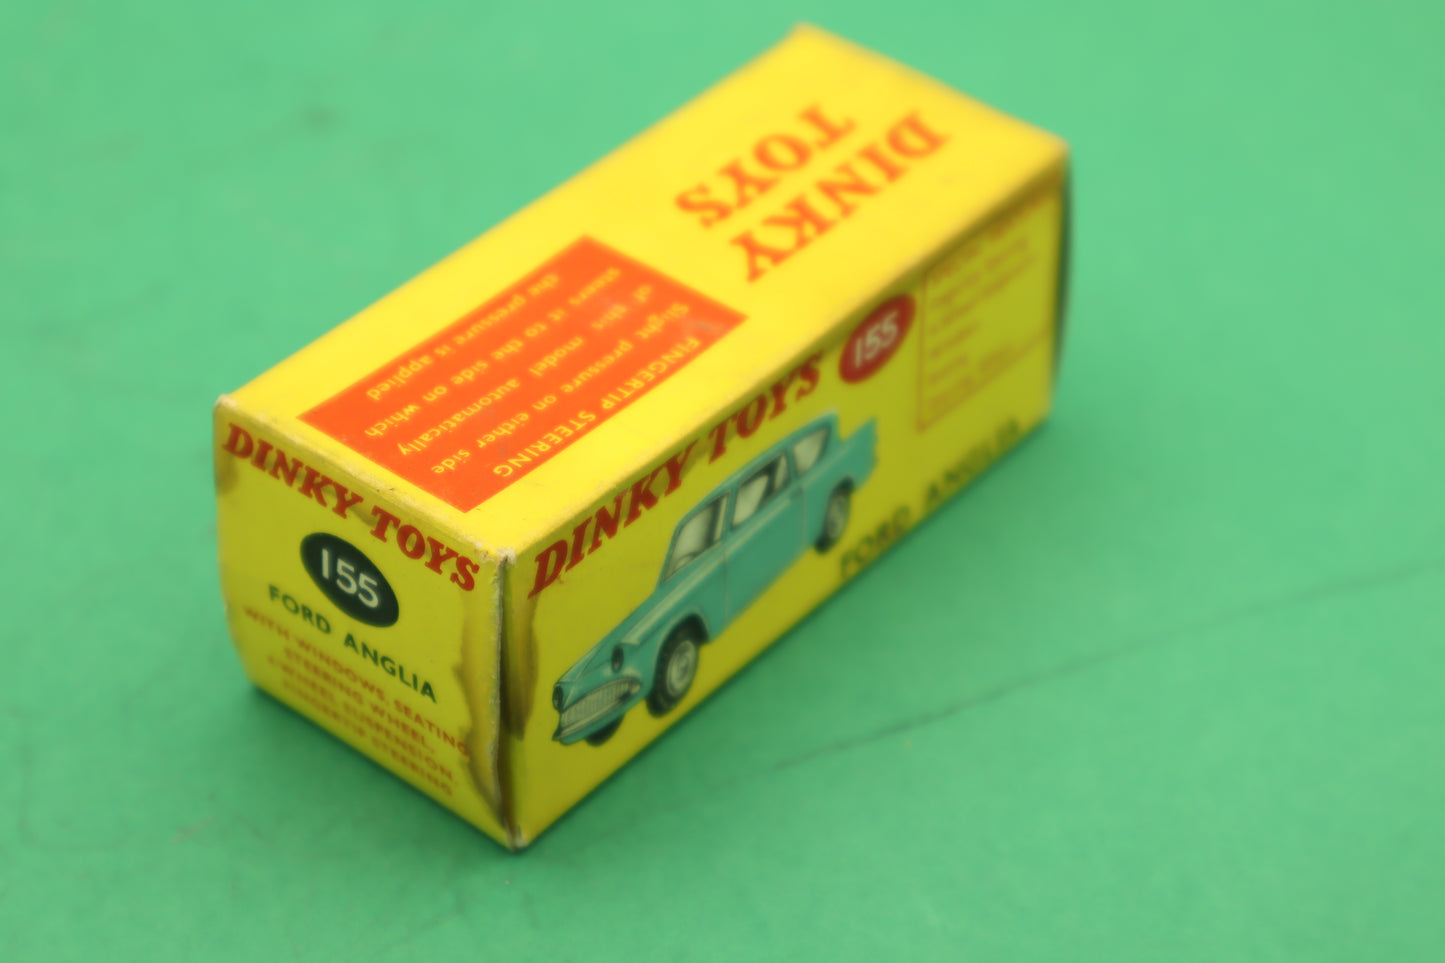 DINKY
TOYS
FINGERTIP STEERING
Slight pressure on either side
of this model automatically
steers it to the side on which
the pressure is applied
DINKY TOYS
155
FORD ANGLIA
WITH WINDOWS, SEATING
STEERING WHEEL,
4-WHEEL SUSPENSION,
FINGERTIP STEERING
DINKY TOYS
155
FORD ANGLIA